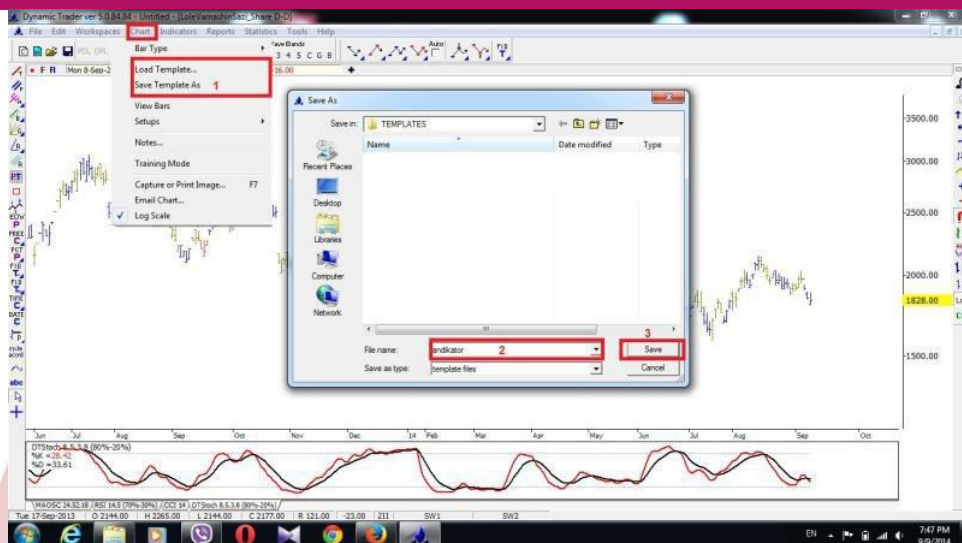 Dynamic Trader ver 5.0.84.84 - Untitled - [LoleVamashinSazi_Share D-D]
File Edit Workspaces Chart Indicators Reports Statistics Tools Help
Bar Type
3 4 5 C G B
Auto
F R Mon 8-Sep-2
Load Template...
Save Template As 1
View Bars
Setups
Notes...
Training Mode
Capture or Print Image... F7
Email Chart...
Log Scale
Save As
Save in: TEMPLATES
Name Date modified Type
Recent Places
Desktop
Libraries
Computer
Network
3
File name: andikator 2 Save
Save as type: template files Cancel
3500.00
3000.00
2500.00
2000.00
1828.00
1500.00
Jun Jul Aug Sep Oct Nov Dec 14 Feb Mar Apr May Jun Jul Aug Sep Oct
DTStoch 8.5.3.8 (80%-20%)
%K =28.42
%D =33.61
MAOSC 24.52.18 RSI 14.5 (70%-30%) CCI 14 DTStoch 8.5.3.8 (80%-20%)
Tue 17-Sep-2013 O 2144.00 H 2265.00 L 2144.00 C 2177.00 R 121.00 -23.00 211 SW1 SW2
EN 7:47 PM
9/9/2014